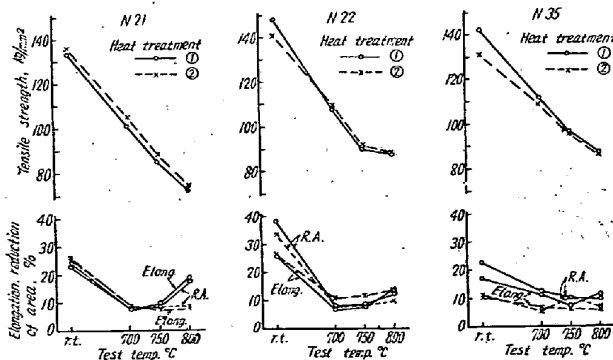 N 21
N 22
N 35
Heat treatment
①
②
Heat treatment
①
②
Heat treatment
①
②
Tensile strength, kg/mm²
140
120
100
80
140
120
100
80
140
120
100
80
Elongation, reduction of area, %
40
30
20
10
0
Elong.
R.A.
Elong.
40
30
20
10
0
R.A.
Elong.
40
30
20
10
0
R.A.
Elong.
r.t.
700
750
800
Test temp. °C
r.t.
700
750
800
Test temp. °C
r.t.
700
750
800
Test temp. °C